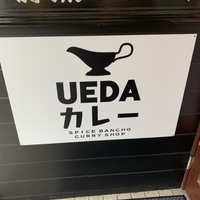 UEDA
カレー
SPICE BANCHO
CURRY SHOP